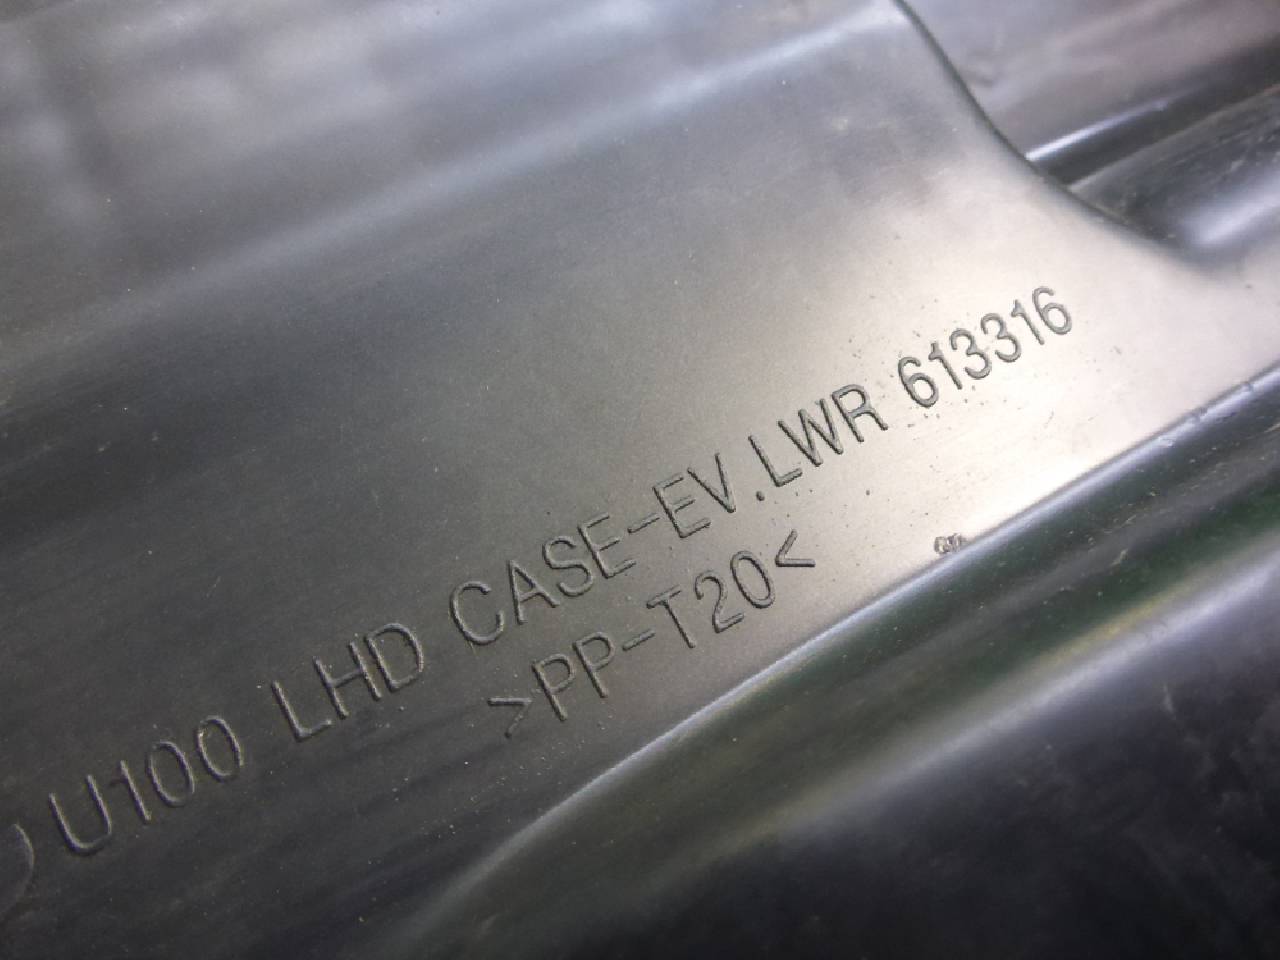 U100 LHD CASE-EV.LWR 613316
>PP-T20<